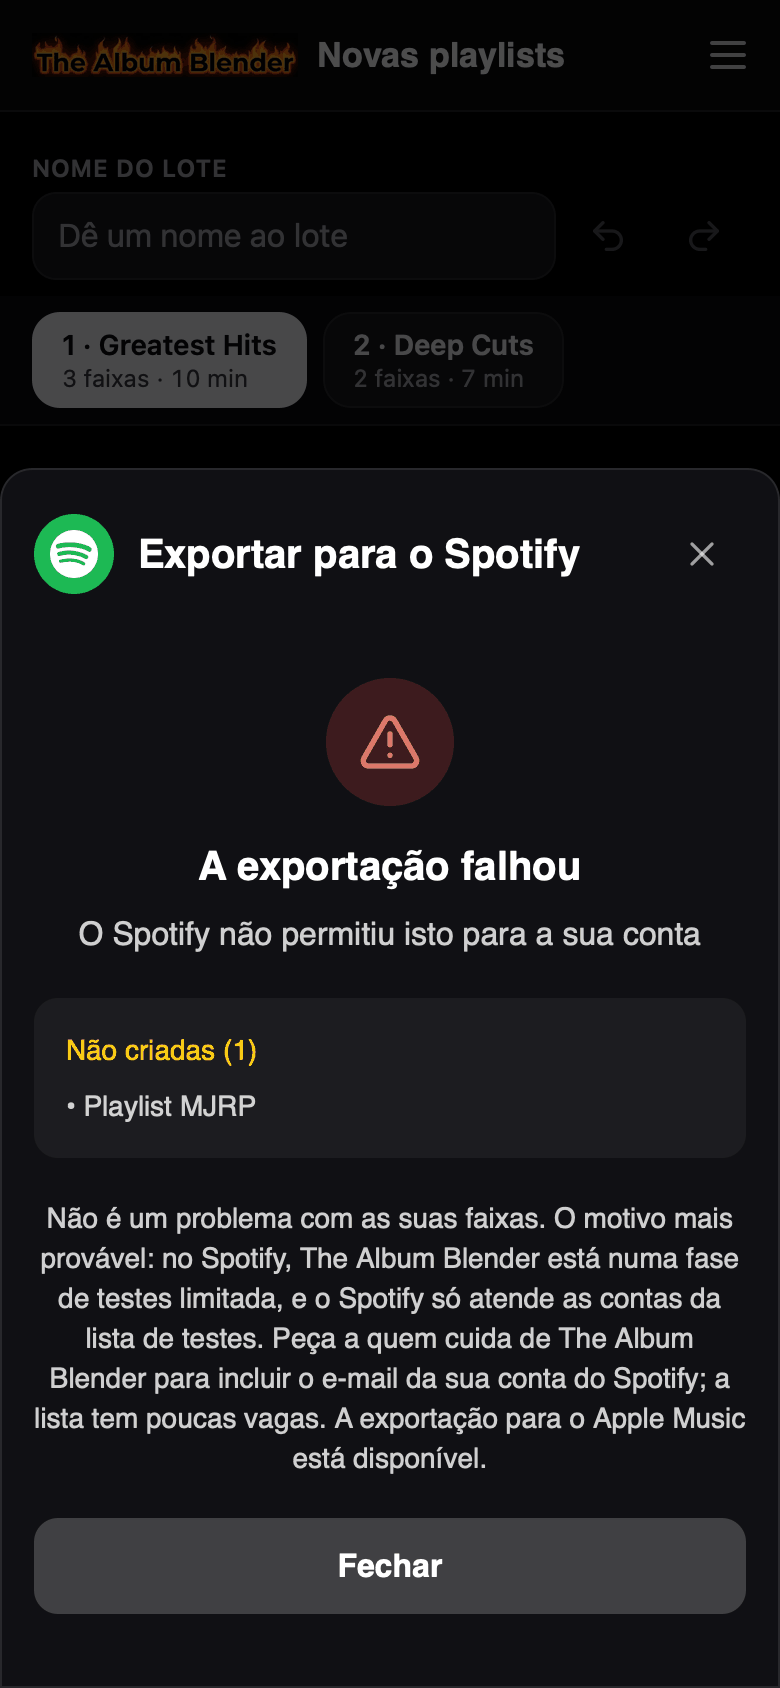 The Album Blender
Novas playlists
NOME DO LOTE
Dê um nome ao lote
1 · Greatest Hits
3 faixas · 10 min
2 · Deep Cuts
2 faixas · 7 min
Exportar para o Spotify
A exportação falhou
O Spotify não permitiu isto para a sua conta
Não criadas (1)
• Playlist MJRP
Não é um problema com as suas faixas. O motivo mais
provável: no Spotify, The Album Blender está numa fase
de testes limitada, e o Spotify só atende as contas da
lista de testes. Peça a quem cuida de The Album
Blender para incluir o e-mail da sua conta do Spotify; a
lista tem poucas vagas. A exportação para o Apple Music
está disponível.
Fechar